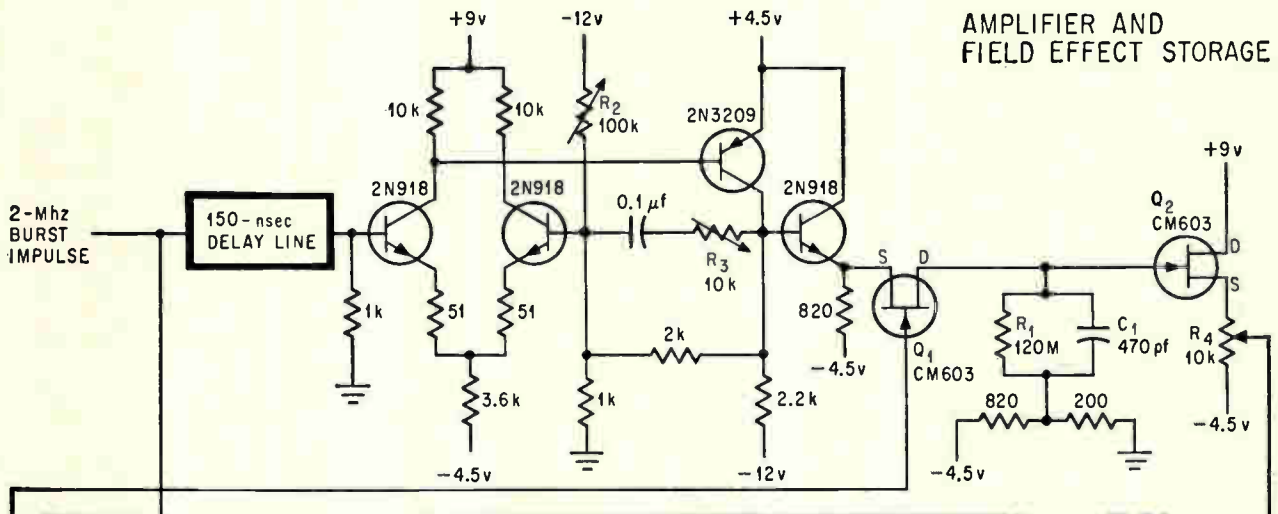 AMPLIFIER AND
FIELD EFFECT STORAGE
+9v
-12v
+4.5v
10k
10k
R2
100k
2N3209
+9v
2-Mhz
BURST
IMPULSE
150-nsec
DELAY LINE
2N918
2N918
0.1 μf
2N918
Q2
CM603
D
S
R3
10k
S
D
1k
51
51
820
R1
120M
C1
470 pf
R4
10k
2k
-4.5v
Q1
CM603
3.6k
1k
2.2k
820
200
-4.5v
-4.5v
-12v
-4.5v